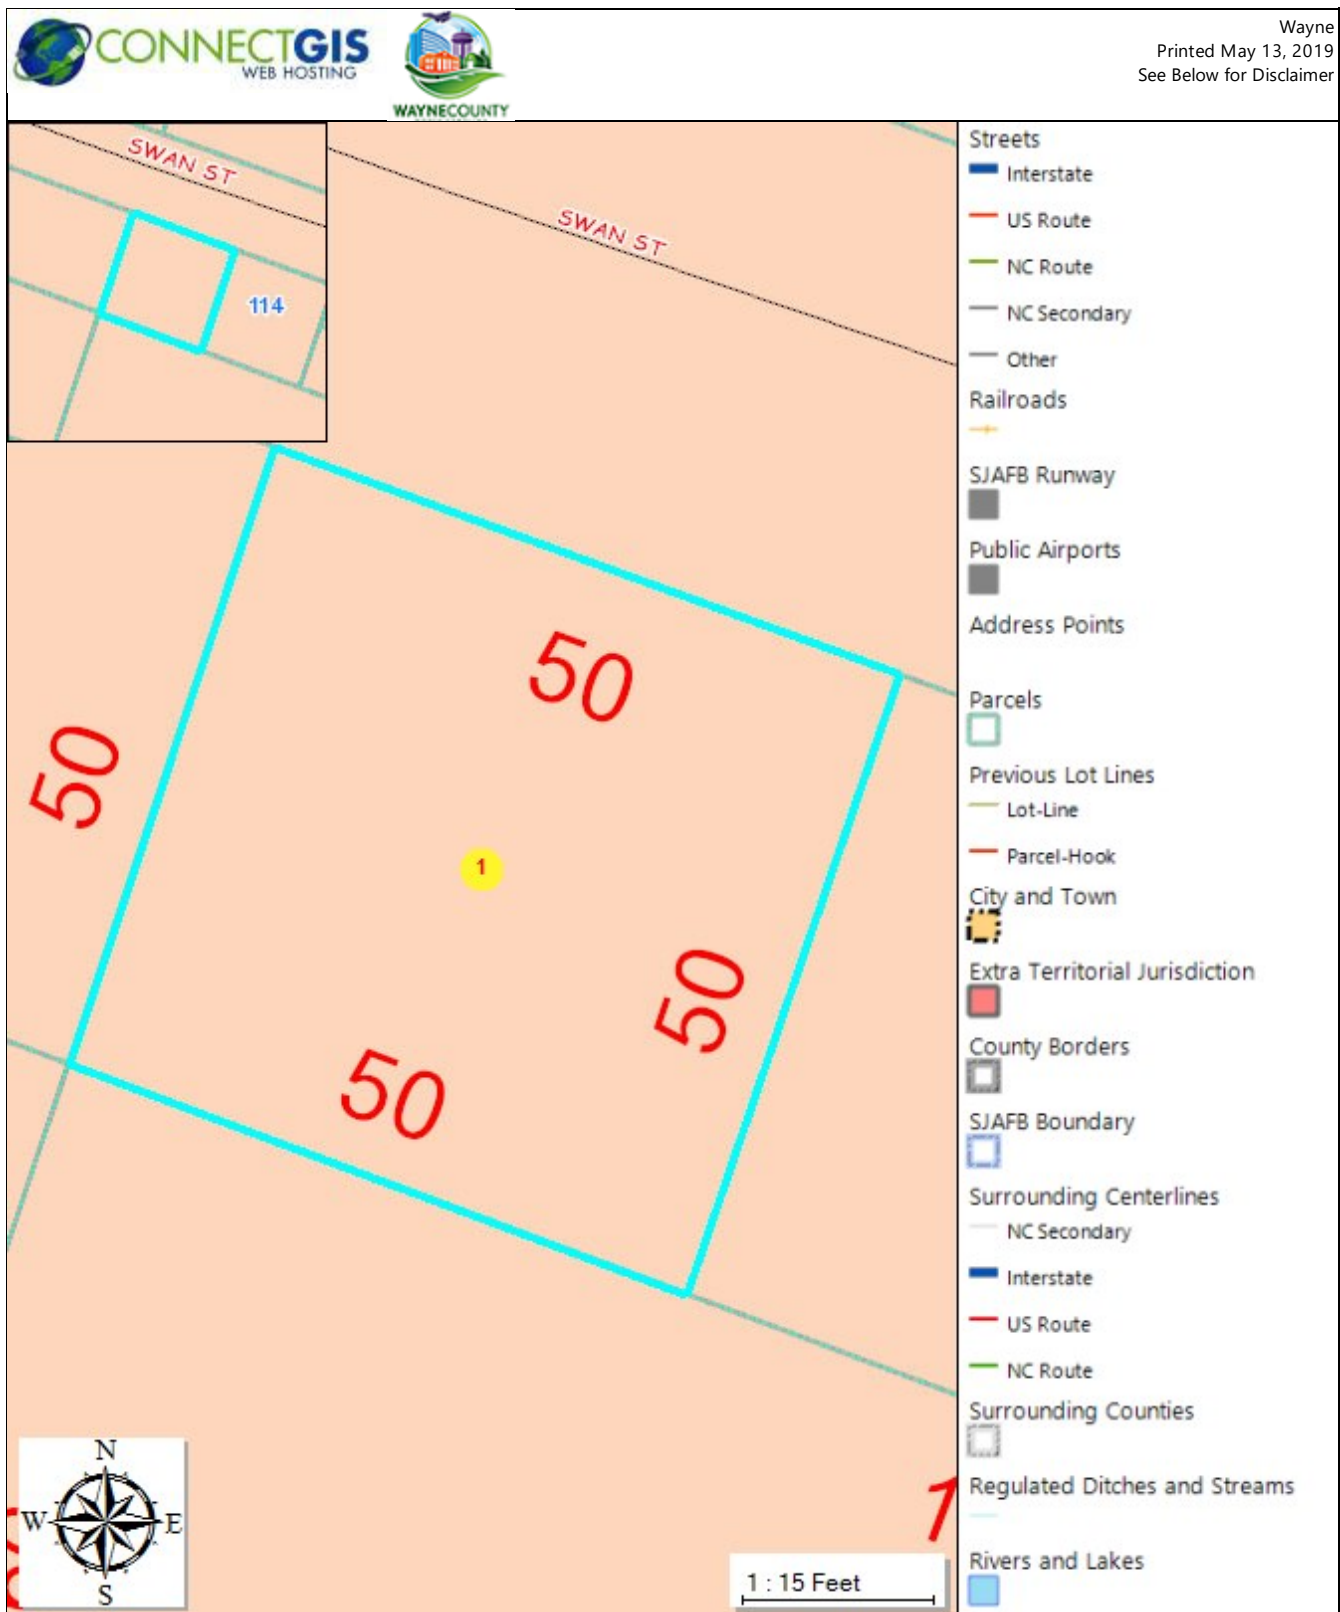 CONNECTGIS
WEB HOSTING
WAYNECOUNTY
Wayne
Printed May 13, 2019
See Below for Disclaimer
SWAN ST
114
SWAN ST
50
50
1
50
50
1
N
W E
S
1 : 15 Feet
Streets
Interstate
US Route
NC Route
NC Secondary
Other
Railroads
SJAFB Runway
Public Airports
Address Points
Parcels
Previous Lot Lines
Lot-Line
Parcel-Hook
City and Town
Extra Territorial Jurisdiction
County Borders
SJAFB Boundary
Surrounding Centerlines
NC Secondary
Interstate
US Route
NC Route
Surrounding Counties
Regulated Ditches and Streams
Rivers and Lakes